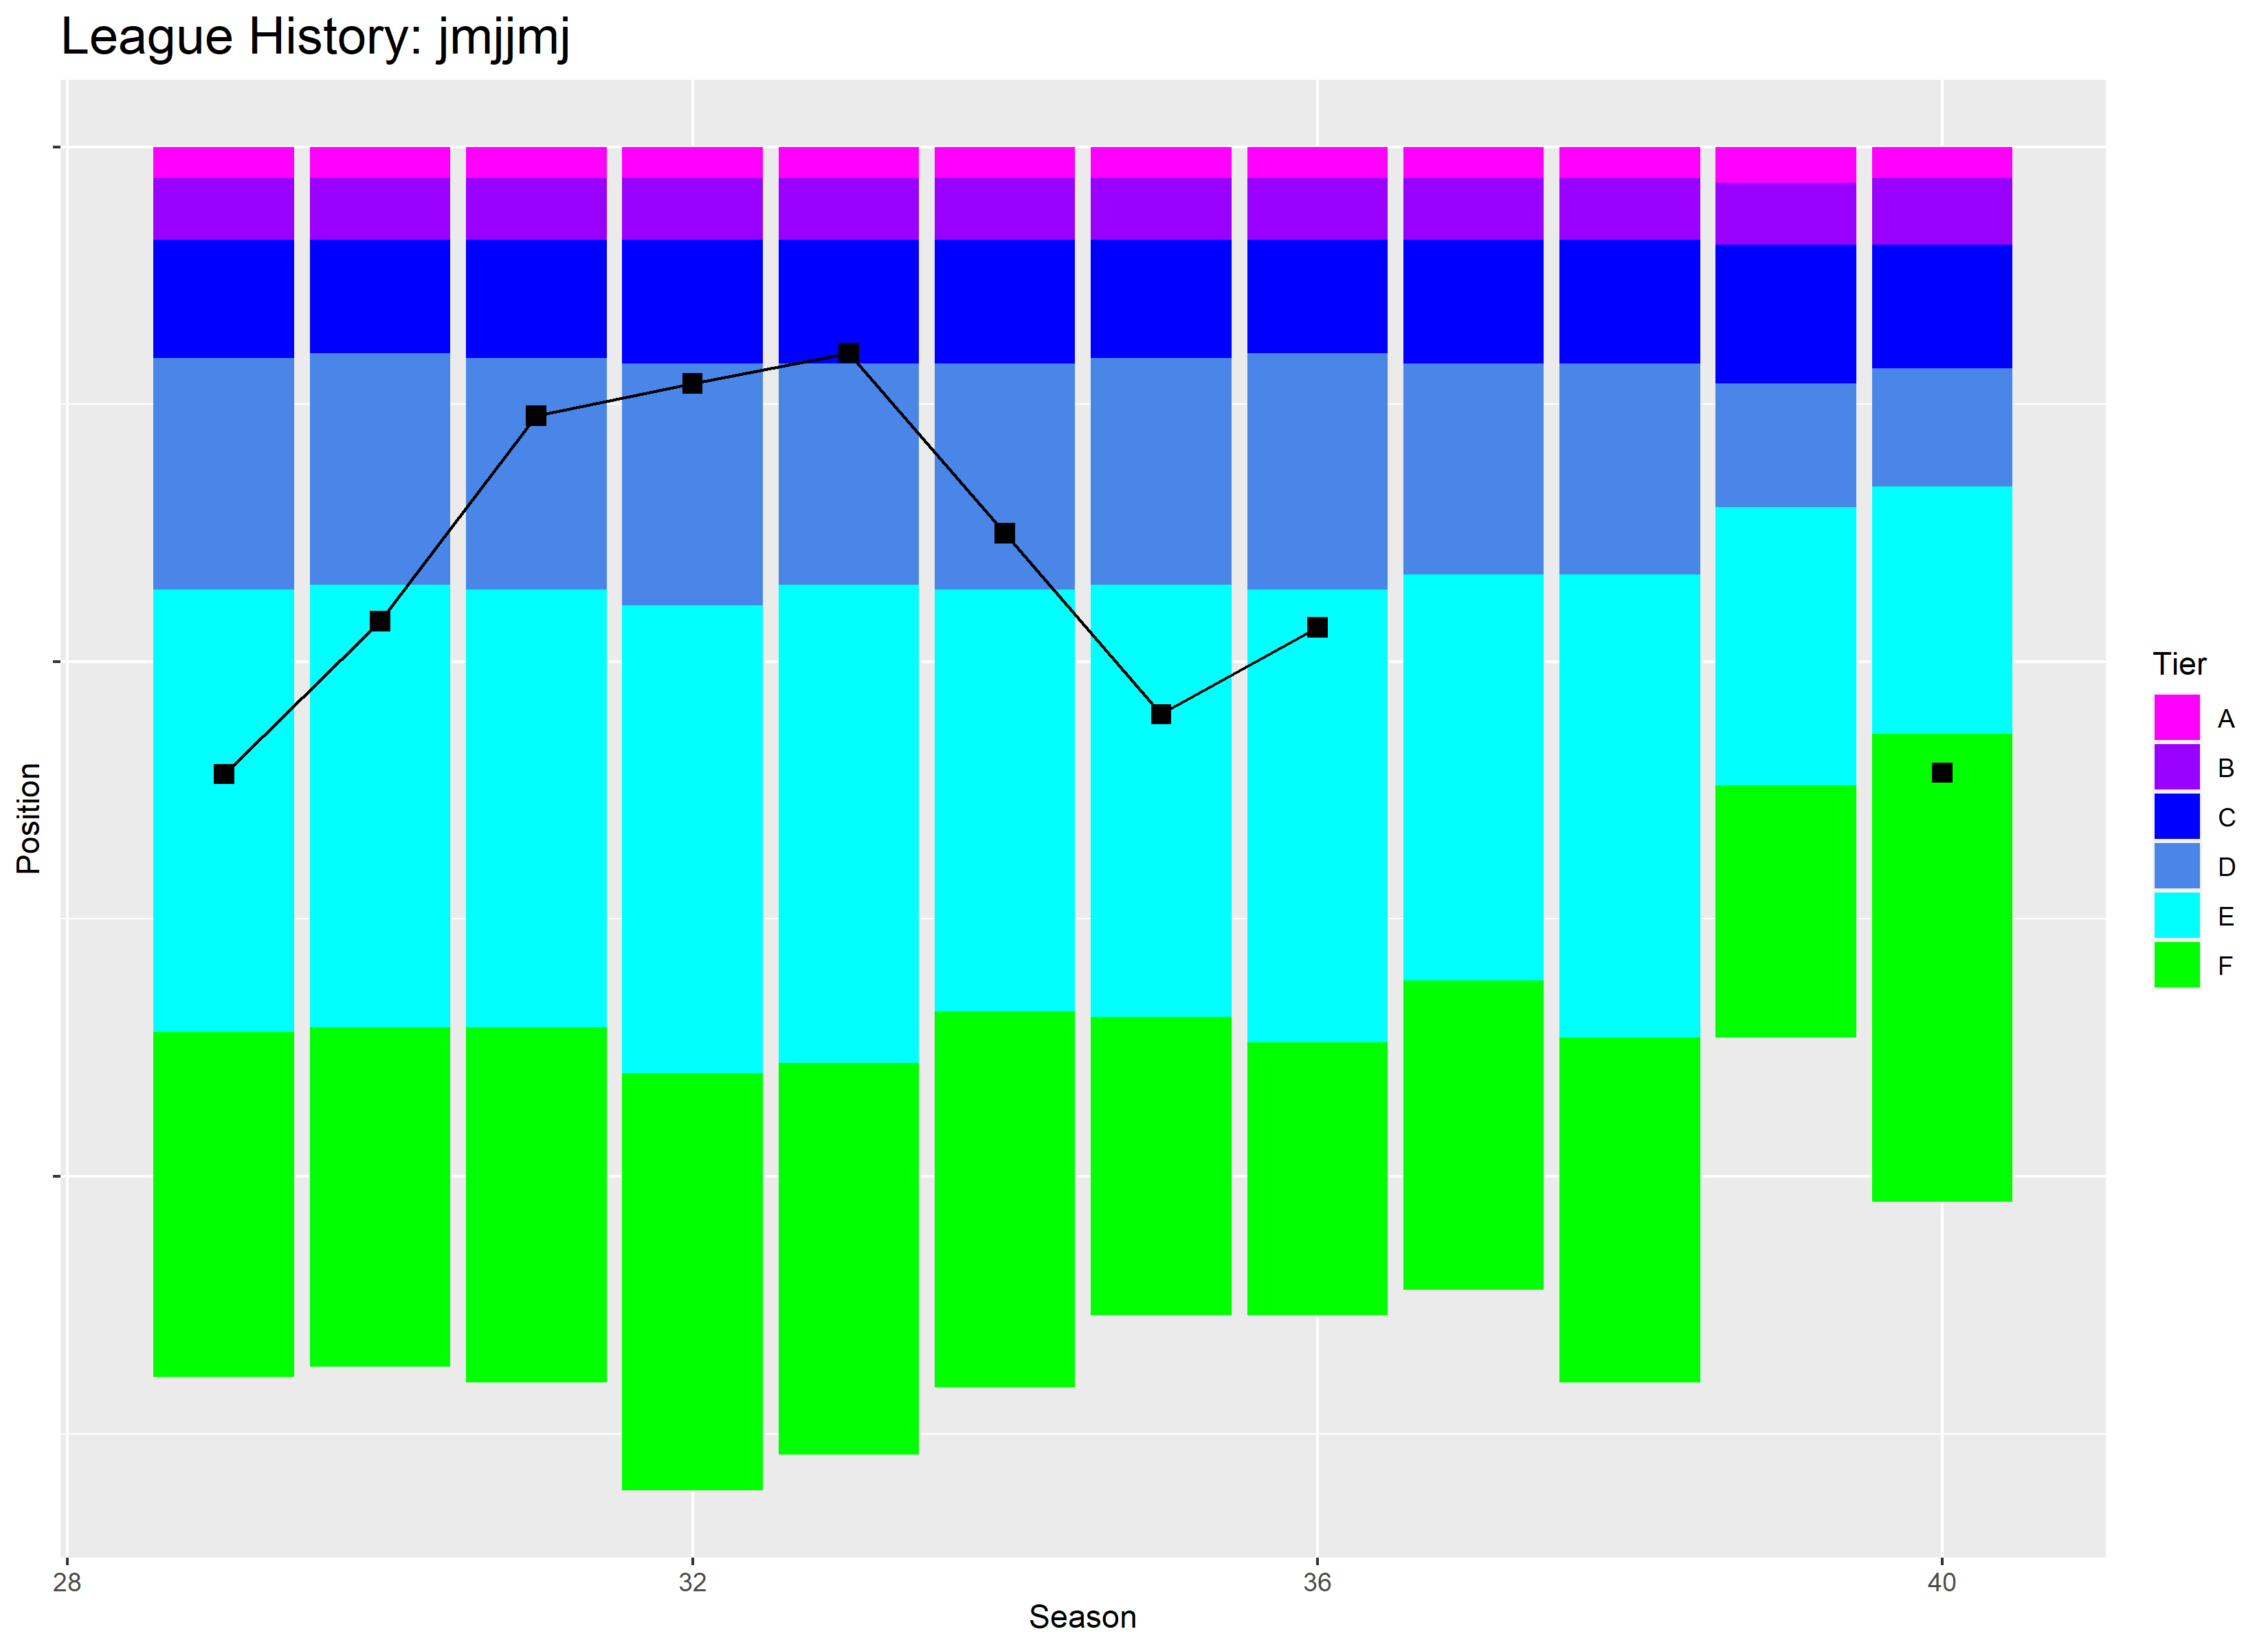 League History: jmjjmj
Position
28
32
36
40
Season
Tier
A
B
C
D
E
F